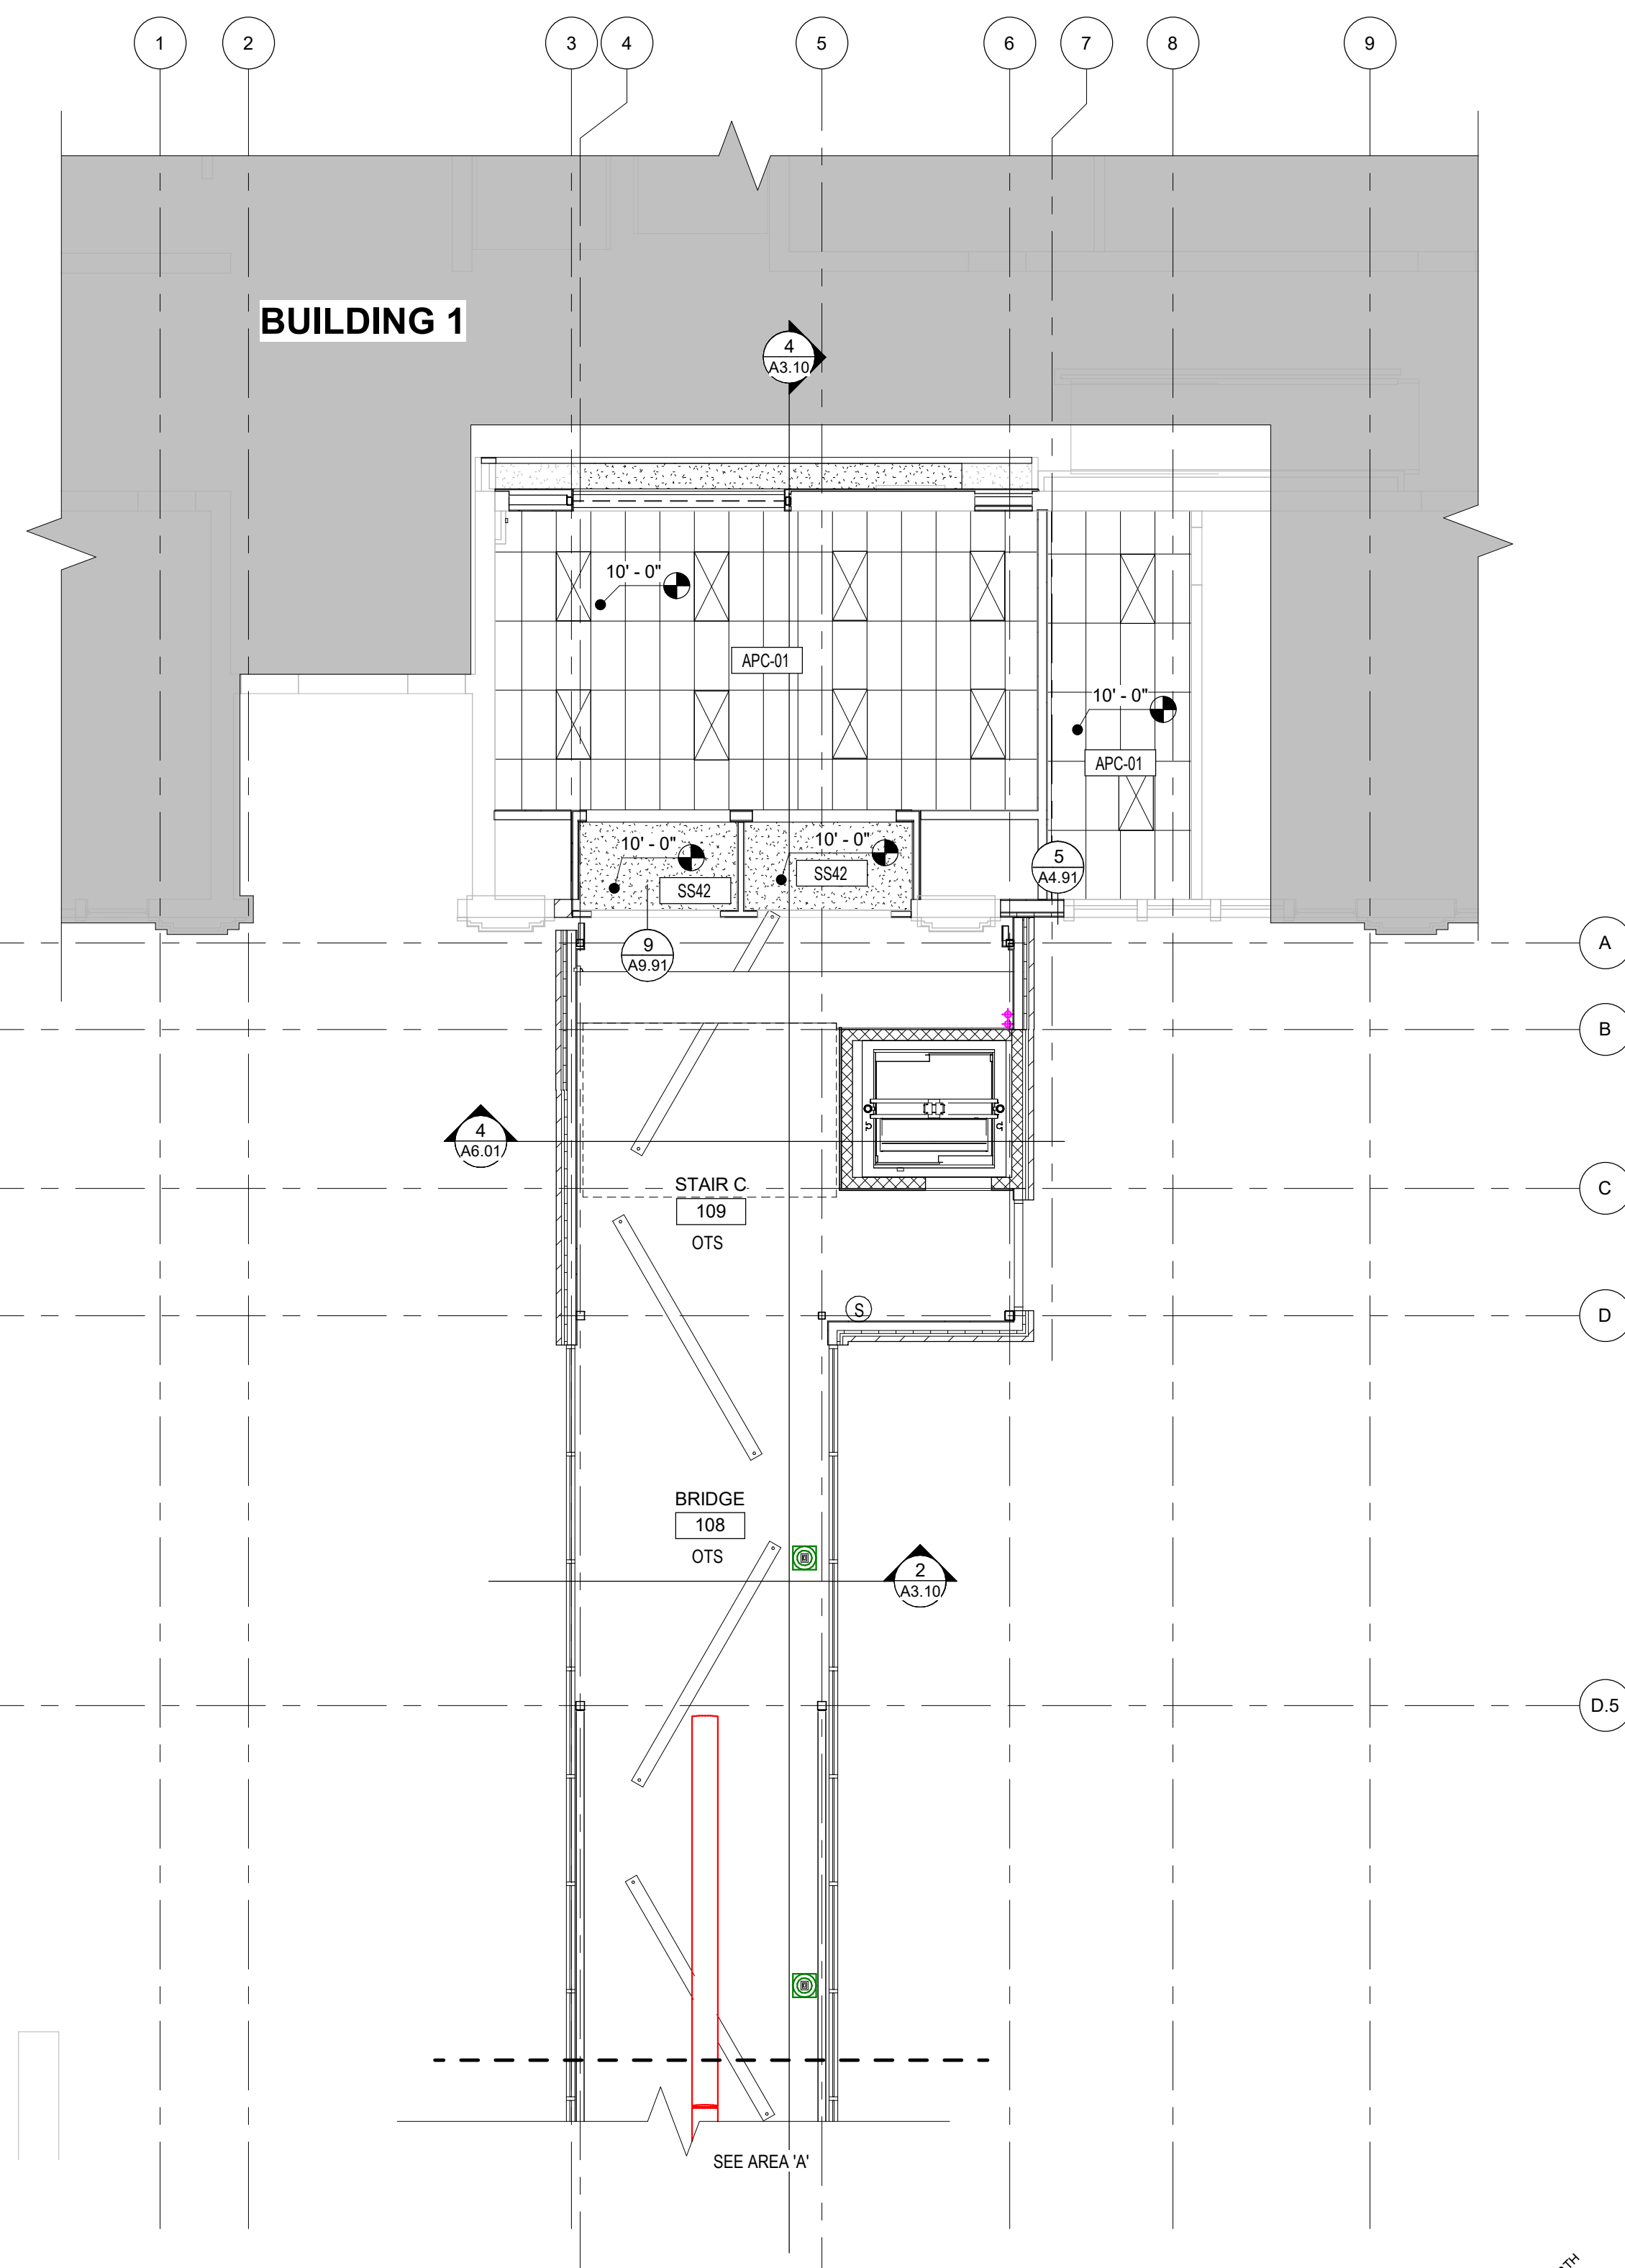 1
2
3
4
5
6
7
8
9
BUILDING 1
4
A3.10
10' - 0"
APC-01
10' - 0"
APC-01
10' - 0"
SS42
10' - 0"
SS42
5
A4.91
9
A9.91
A
B
4
A6.01
STAIR C
109
OTS
C
S
D
BRIDGE
108
OTS
2
A3.10
D.5
SEE AREA 'A'